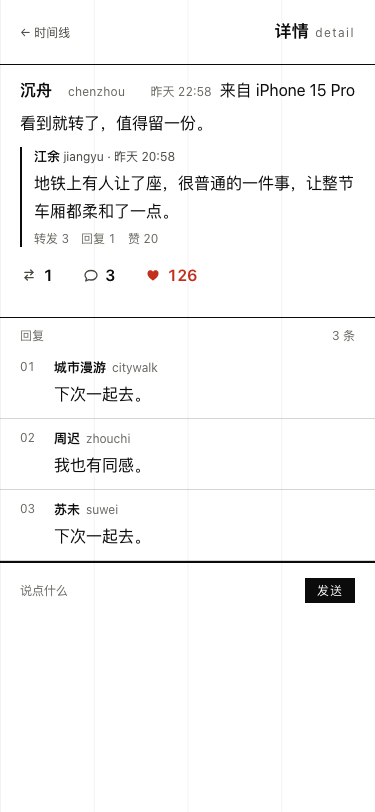 ← 时间线 详情 detail
沉舟 chenzhou 昨天 22:58 来自 iPhone 15 Pro
看到就转了，值得留一份。
江余 jiangyu · 昨天 20:58
地铁上有人让了座，很普通的一件事，让整节
车厢都柔和了一点。
转发 3 回复 1 赞 20
1 3 126
回复 3 条
01 城市漫游 citywalk
下次一起去。
02 周迟 zhouchi
我也有同感。
03 苏未 suwei
下次一起去。
说点什么 发送